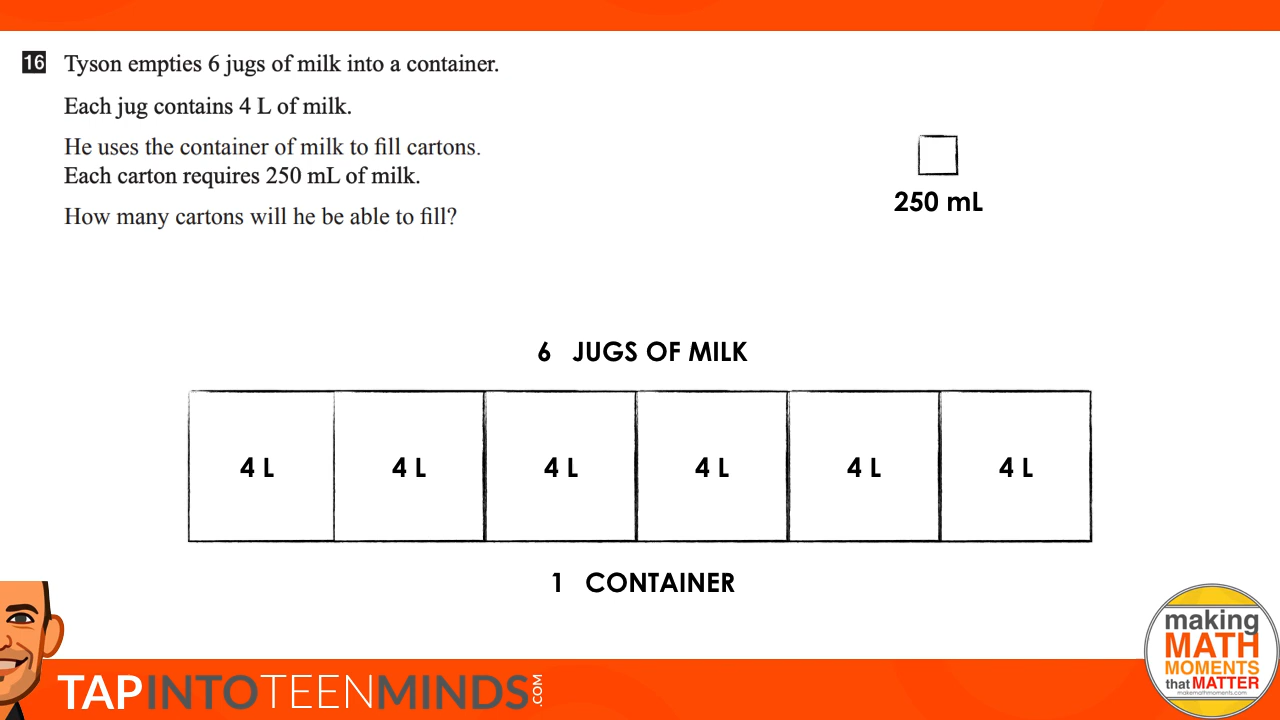 16 Tyson empties 6 jugs of milk into a container.
Each jug contains 4 L of milk.
He uses the container of milk to fill cartons.
Each carton requires 250 mL of milk.
How many cartons will he be able to fill?
250 mL
6 JUGS OF MILK
4 L 4 L 4 L 4 L 4 L 4 L
1 CONTAINER
making
MATH
MOMENTS
that MATTER
makemathmoments.com
TAPINTOTEENMINDS.COM